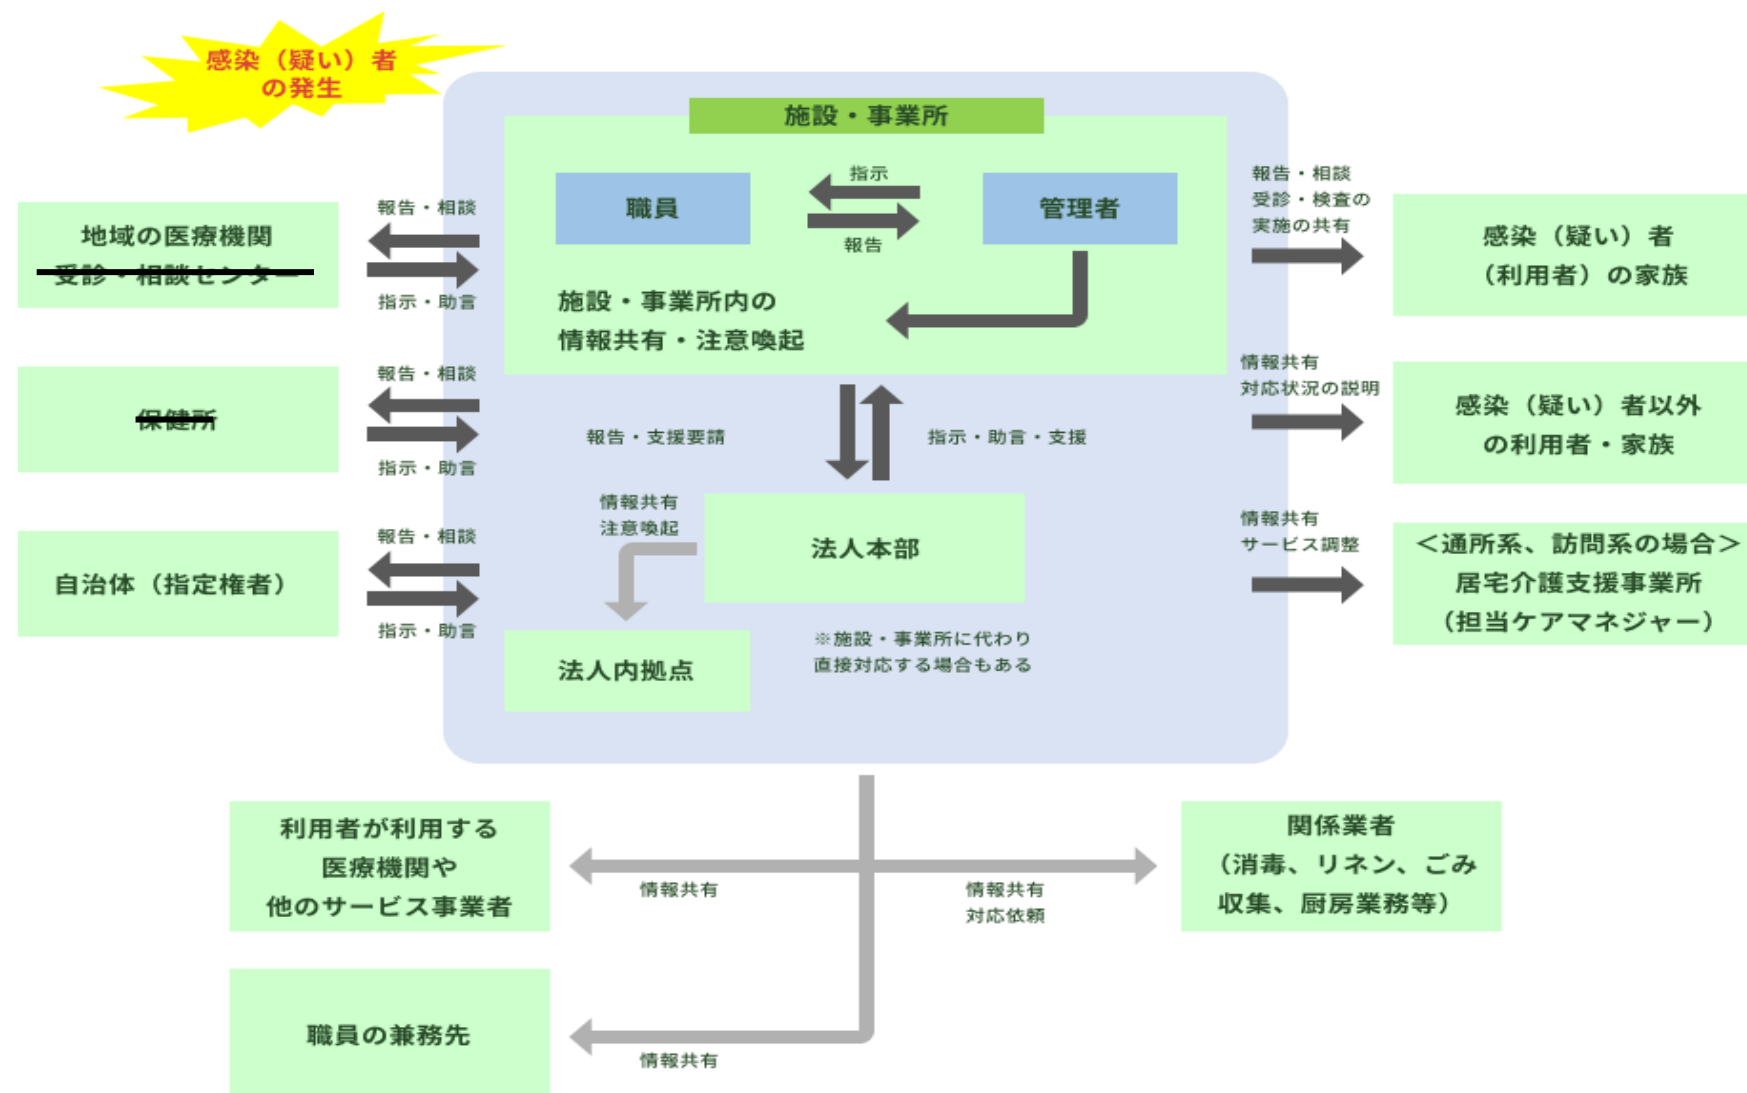 感染（疑い）者
の発生
施設・事業所
職員
指示
報告
管理者
施設・事業所内の
情報共有・注意喚起
報告・相談
指示・助言
地域の医療機関
受診・相談センター
報告・相談
指示・助言
保健所
報告・相談
指示・助言
自治体（指定権者）
報告・相談
受診・検査の
実施の共有
感染（疑い）者
（利用者）の家族
情報共有
対応状況の説明
感染（疑い）者以外
の利用者・家族
情報共有
サービス調整
＜通所系、訪問系の場合＞
居宅介護支援事業所
（担当ケアマネジャー）
報告・支援要請
指示・助言・支援
情報共有
注意喚起
法人本部
法人内拠点
※施設・事業所に代わり
直接対応する場合もある
利用者が利用する
医療機関や
他のサービス事業者
情報共有
情報共有
対応依頼
関係業者
（消毒、リネン、ごみ
収集、厨房業務等）
職員の兼務先
情報共有